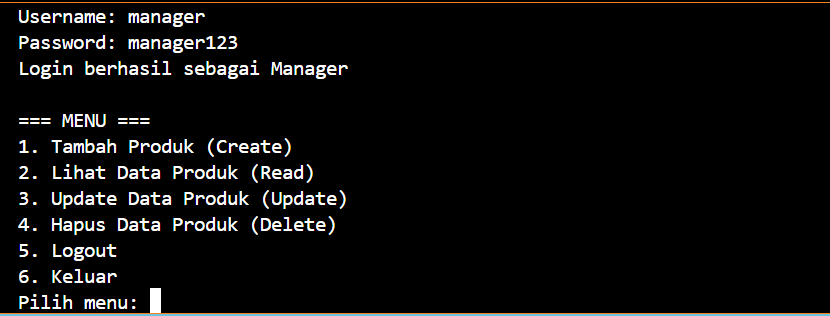 Username: manager
Password: manager123
Login berhasil sebagai Manager
=== MENU ===
1. Tambah Produk (Create)
2. Lihat Data Produk (Read)
3. Update Data Produk (Update)
4. Hapus Data Produk (Delete)
5. Logout
6. Keluar
Pilih menu: